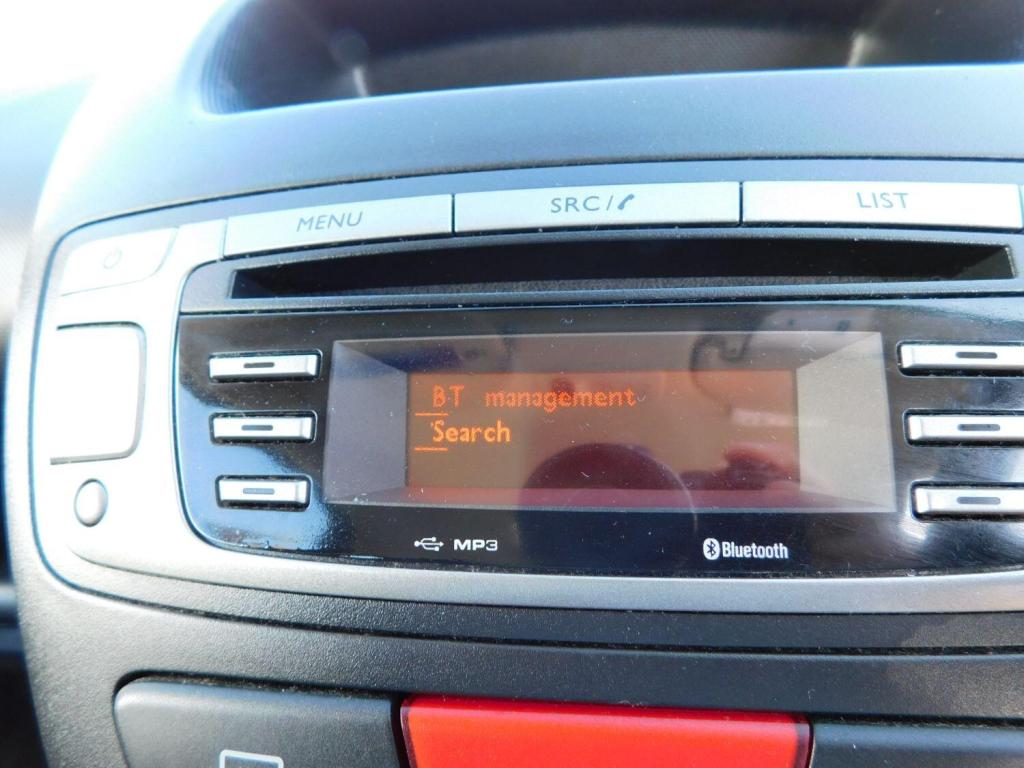 MENU
SRC/
LIST
BT management
Search
MP3
Bluetooth